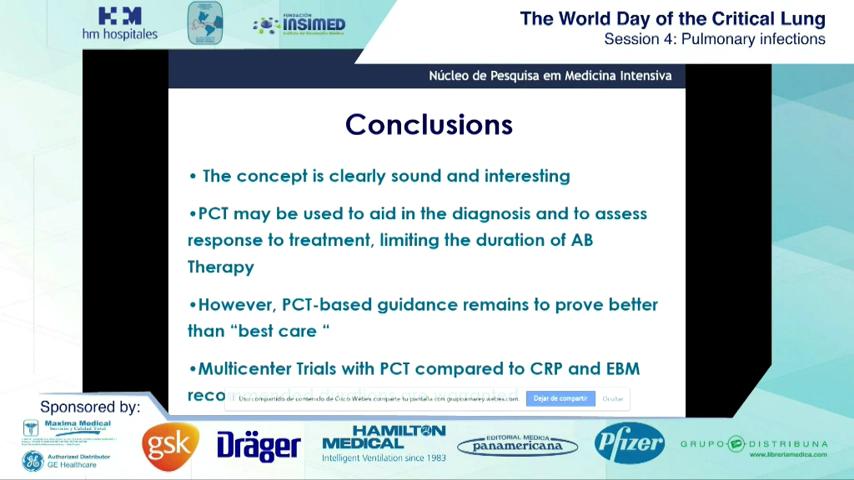 hm hospitales
FUNDACIÓN
INSIMED
The World Day of the Critical Lung
Session 4: Pulmonary infections
Núcleo de Pesquisa em Medicina Intensiva
Conclusions
• The concept is clearly sound and interesting
•PCT may be used to aid in the diagnosis and to assess
response to treatment, limiting the duration of AB
Therapy
•However, PCT-based guidance remains to prove better
than “best care “
•Multicenter Trials with PCT compared to CRP and EBM
reco
Dejar de compartir
Ocultar
Sponsored by:
Maxima Medical
Authorized Distributor
GE Healthcare
gsk
Dräger
HAMILTON
MEDICAL
Intelligent Ventilation since 1983
EDITORIAL MEDICA
panamericana
Pfizer
GRUPO DISTRIBUNA
www.libreriamedica.com